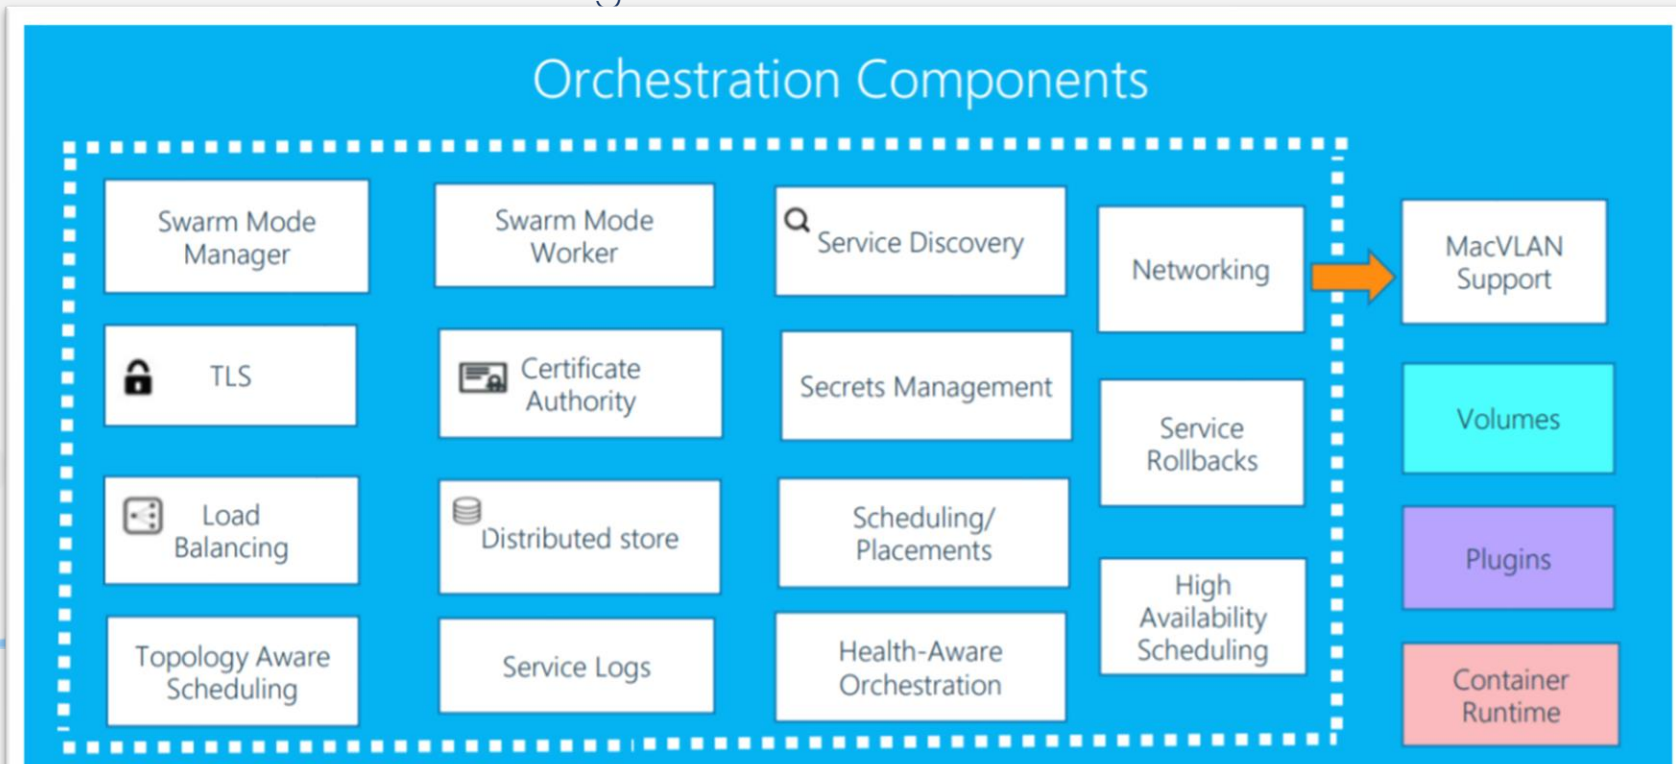 Orchestration Components
Swarm Mode
Manager
Swarm Mode
Worker
Service Discovery
Networking
MacVLAN
Support
TLS
Certificate
Authority
Secrets Management
Service
Rollbacks
Volumes
Load
Balancing
Distributed store
Scheduling/
Placements
High
Availability
Scheduling
Plugins
Topology Aware
Scheduling
Service Logs
Health-Aware
Orchestration
Container
Runtime